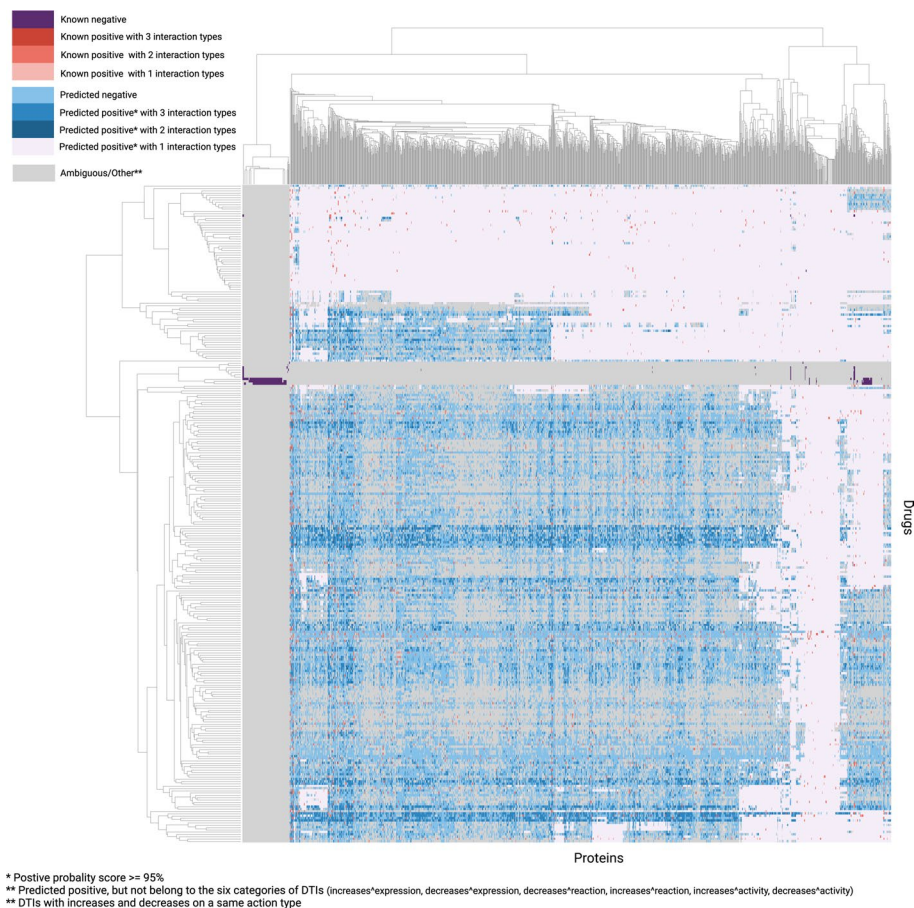 Known negative
Known positive with 3 interaction types
Known positive with 2 interaction types
Known positive with 1 interaction types
Predicted negative
Predicted positive* with 3 interaction types
Predicted positive* with 2 interaction types
Predicted positive* with 1 interaction types
Ambiguous/Other**
Drugs
Proteins
* Postive probality score >= 95%
** Predicted positive, but not belong to the six categories of DTIs (increases^expression, decreases^expression, decreases^reaction, increases^reaction, increases^activity, decreases^activity)
** DTIs with increases and decreases on a same action type